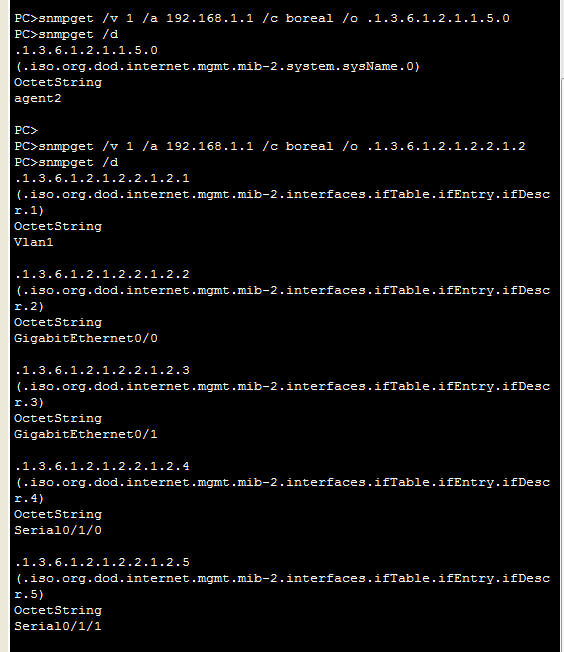 PC>snmpget /v 1 /a 192.168.1.1 /c boreal /o .1.3.6.1.2.1.1.5.0
PC>snmpget /d
.1.3.6.1.2.1.1.5.0
(.iso.org.dod.internet.mgmt.mib-2.system.sysName.0)
OctetString
agent2
PC>
PC>snmpget /v 1 /a 192.168.1.1 /c boreal /o .1.3.6.1.2.1.2.2.1.2
PC>snmpget /d
.1.3.6.1.2.1.2.2.1.2.1
(.iso.org.dod.internet.mgmt.mib-2.interfaces.ifTable.ifEntry.ifDesc
r.1)
OctetString
Vlan1
.1.3.6.1.2.1.2.2.1.2.2
(.iso.org.dod.internet.mgmt.mib-2.interfaces.ifTable.ifEntry.ifDesc
r.2)
OctetString
GigabitEthernet0/0
.1.3.6.1.2.1.2.2.1.2.3
(.iso.org.dod.internet.mgmt.mib-2.interfaces.ifTable.ifEntry.ifDesc
r.3)
OctetString
GigabitEthernet0/1
.1.3.6.1.2.1.2.2.1.2.4
(.iso.org.dod.internet.mgmt.mib-2.interfaces.ifTable.ifEntry.ifDesc
r.4)
OctetString
Serial0/1/0
.1.3.6.1.2.1.2.2.1.2.5
(.iso.org.dod.internet.mgmt.mib-2.interfaces.ifTable.ifEntry.ifDesc
r.5)
OctetString
Serial0/1/1